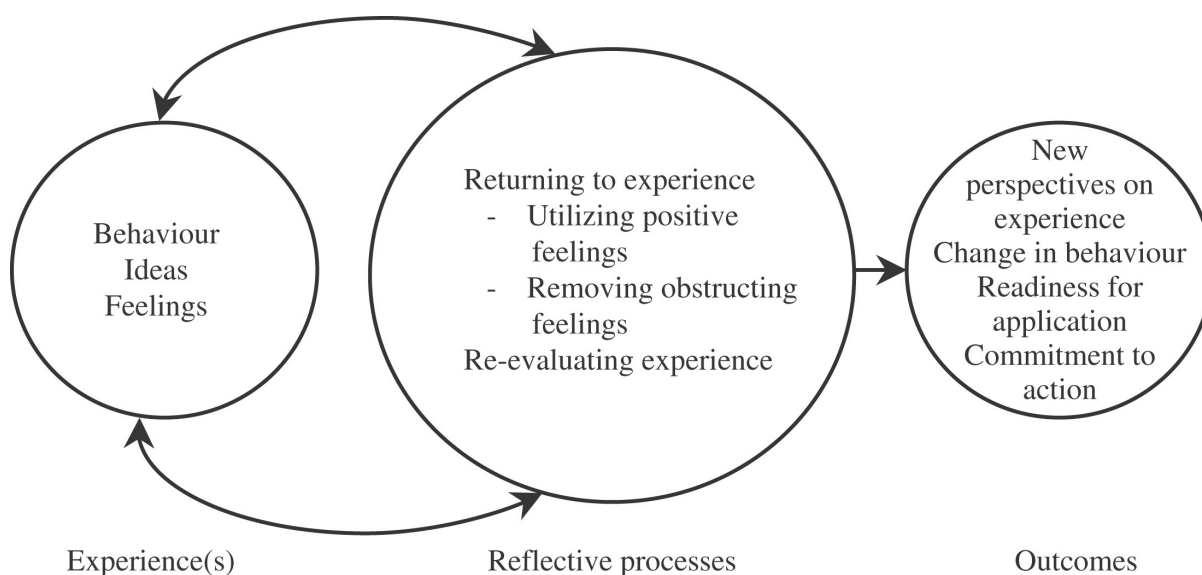 Behaviour
Ideas
Feelings
Returning to experience
- Utilizing positive
feelings
- Removing obstructing
feelings
Re-evaluating experience
New
perspectives on
experience
Change in behaviour
Readiness for
application
Commitment to
action
Experience(s)
Reflective processes
Outcomes